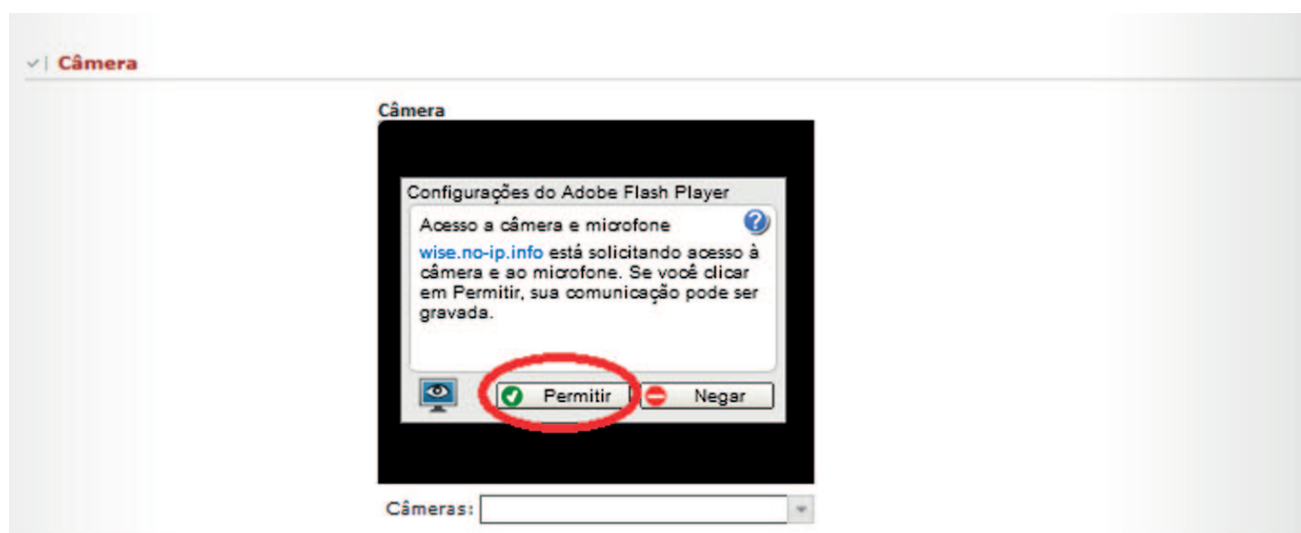 Câmera
Câmera
Configurações do Adobe Flash Player
Acesso a câmera e microfone
wise.no-ip.info está solicitando acesso à
câmera e ao microfone. Se você clicar
em Permitir, sua comunicação pode ser
gravada.
Permitir Negar
Câmeras: